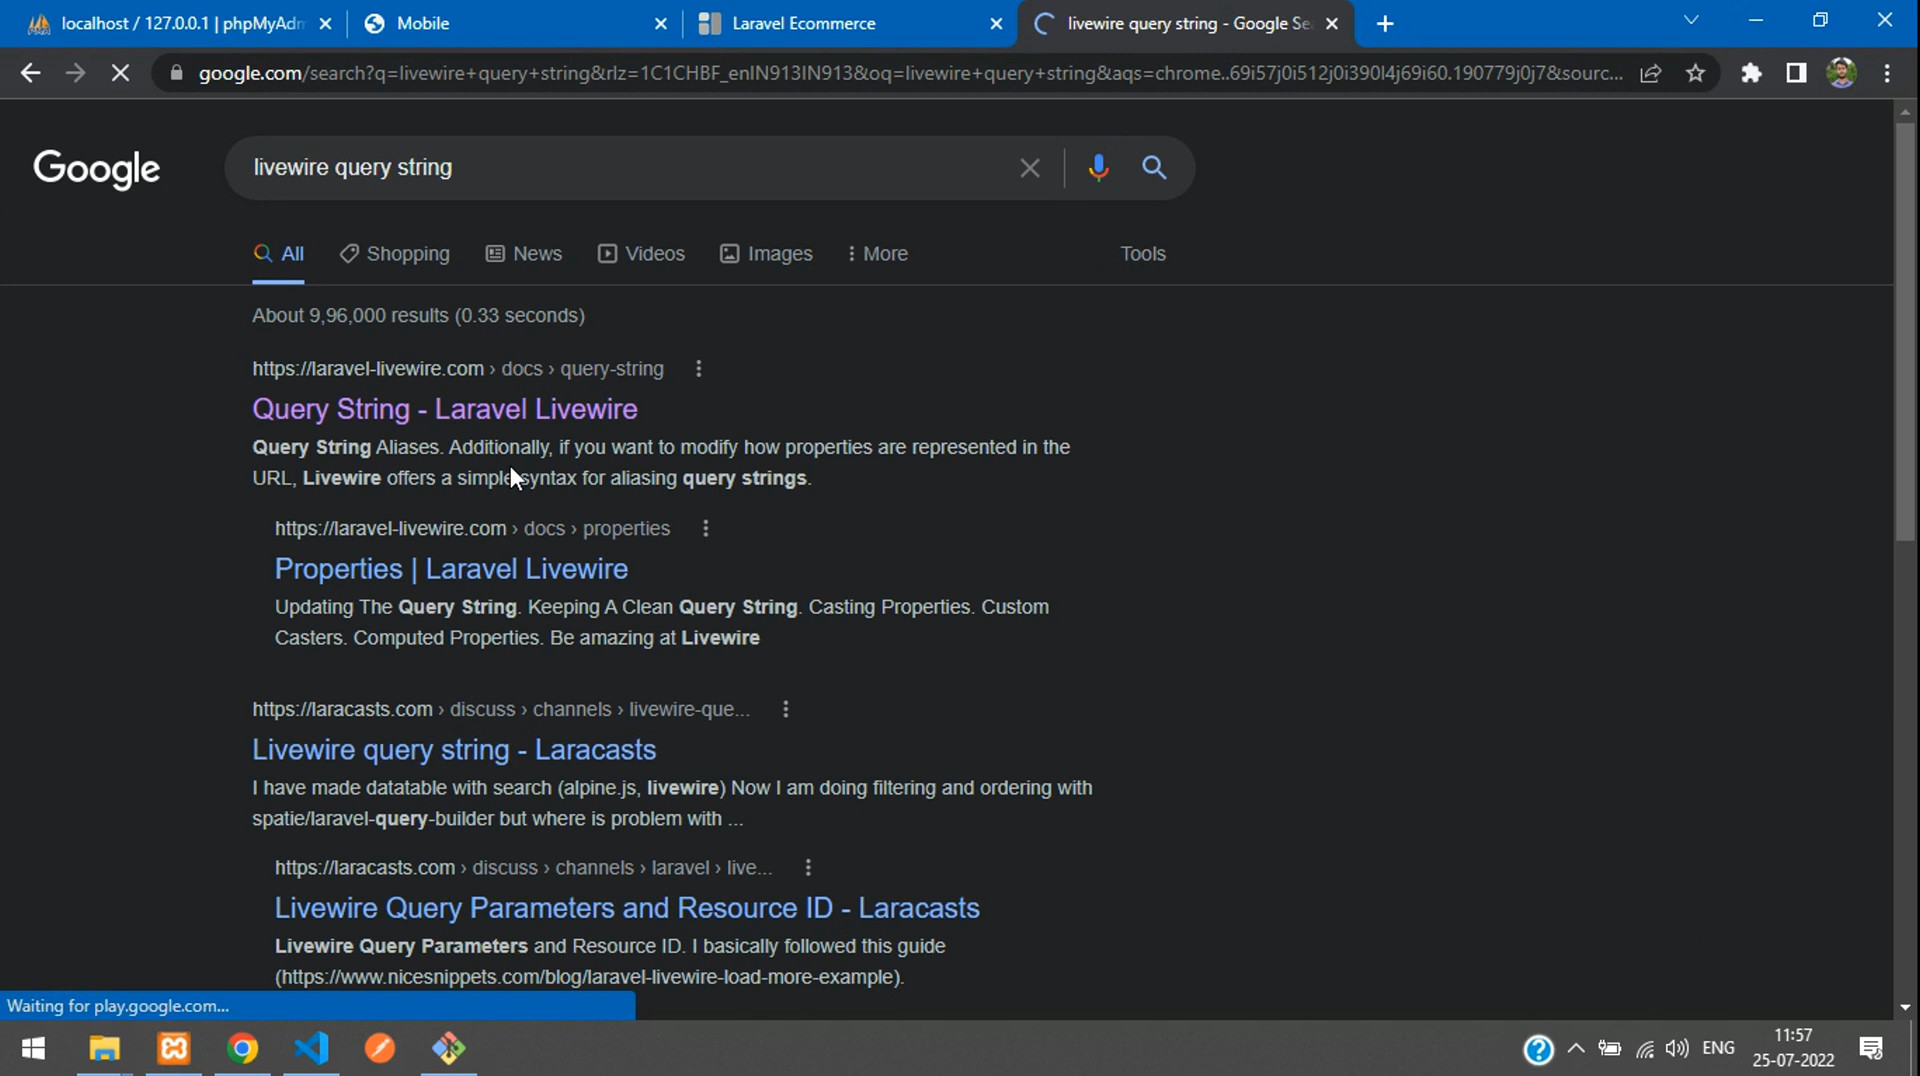 localhost / 127.0.0.1 | phpMyAdm
Mobile
Laravel Ecommerce
livewire query string - Google Se
google.com/search?q=livewire+query+string&rlz=1C1CHBF_enIN913IN913&oq=livewire+query+string&aqs=chrome..69i57j0i512j0i390l4j69i60.190779j0j7&sourc...
Google
livewire query string
All
Shopping
News
Videos
Images
More
Tools
About 9,96,000 results (0.33 seconds)
https://laravel-livewire.com › docs › query-string
Query String - Laravel Livewire
Query String Aliases. Additionally, if you want to modify how properties are represented in the
URL, Livewire offers a simple syntax for aliasing query strings.
https://laravel-livewire.com › docs › properties
Properties | Laravel Livewire
Updating The Query String. Keeping A Clean Query String. Casting Properties. Custom
Casters. Computed Properties. Be amazing at Livewire
https://laracasts.com › discuss › channels › livewire-que...
Livewire query string - Laracasts
I have made datatable with search (alpine.js, livewire) Now I am doing filtering and ordering with
spatie/laravel-query-builder but where is problem with ...
https://laracasts.com › discuss › channels › laravel › live...
Livewire Query Parameters and Resource ID - Laracasts
Livewire Query Parameters and Resource ID. I basically followed this guide
(https://www.nicesnippets.com/blog/laravel-livewire-load-more-example).
Waiting for play.google.com...
ENG
11:57
25-07-2022